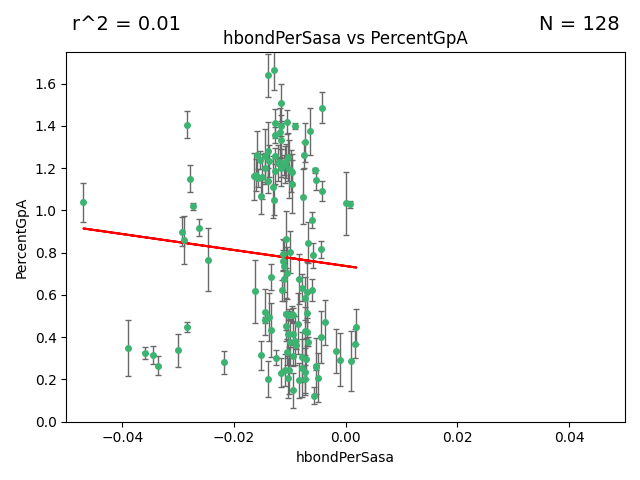 r^2 = 0.01
N = 128
hbondPerSasa vs PercentGpA
PercentGpA
1.6
1.4
1.2
1.0
0.8
0.6
0.4
0.2
0.0
−0.04
−0.02
0.00
0.02
0.04
hbondPerSasa